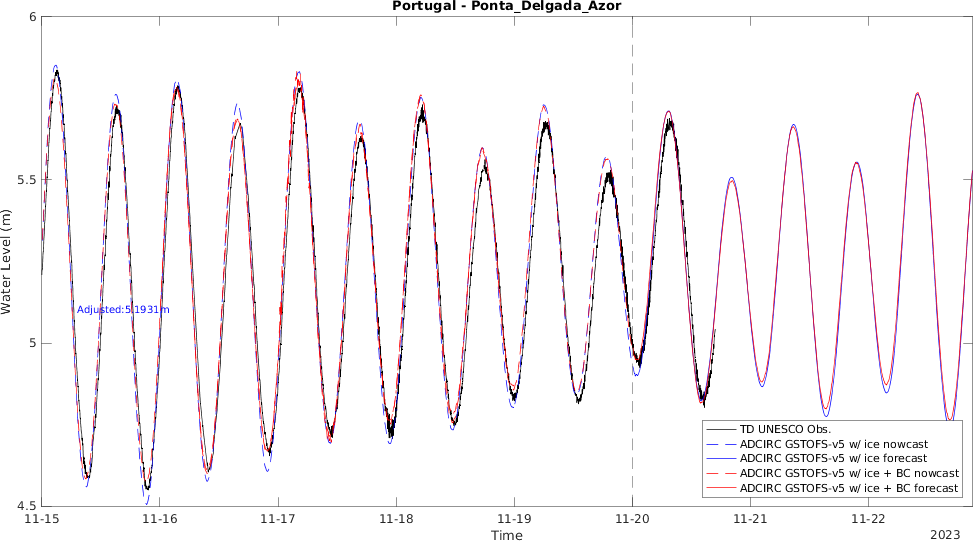 Portugal - Ponta_Delgada_Azor
6
5.5
5
4.5
Water Level (m)
Adjusted:5.1931m
TD UNESCO Obs.
ADCIRC GSTOFS-v5 w/ ice nowcast
ADCIRC GSTOFS-v5 w/ ice forecast
ADCIRC GSTOFS-v5 w/ ice + BC nowcast
ADCIRC GSTOFS-v5 w/ ice + BC forecast
11-15 11-16 11-17 11-18 11-19 11-20 11-21 11-22
Time
2023